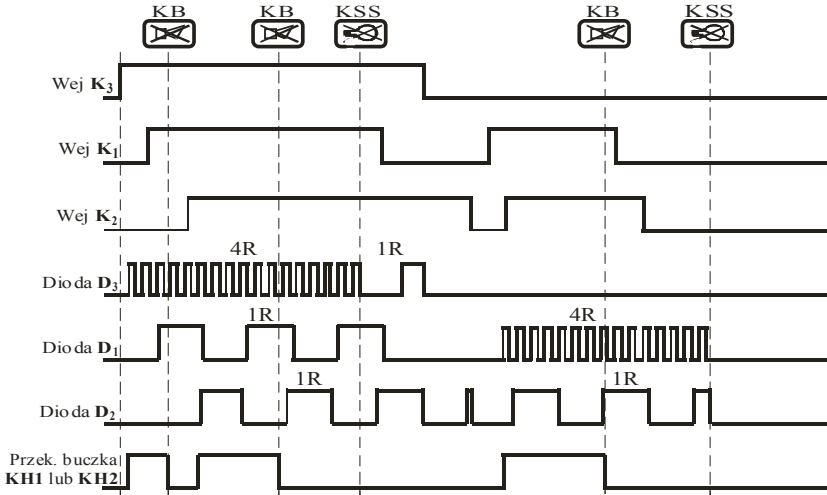 KB KB KSS KB KSS
Wej K₃
Wej K₁
Wej K₂
4R 1R
Dioda D₃
1R 4R
Dioda D₁
1R 1R
Dioda D₂
Przek. buczka
KH1 lub KH2